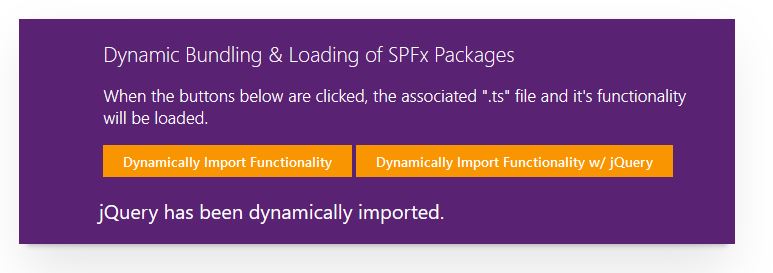 Dynamic Bundling & Loading of SPFx Packages
When the buttons below are clicked, the associated ".ts" file and it's functionality
will be loaded.
Dynamically Import Functionality
Dynamically Import Functionality w/ jQuery
jQuery has been dynamically imported.